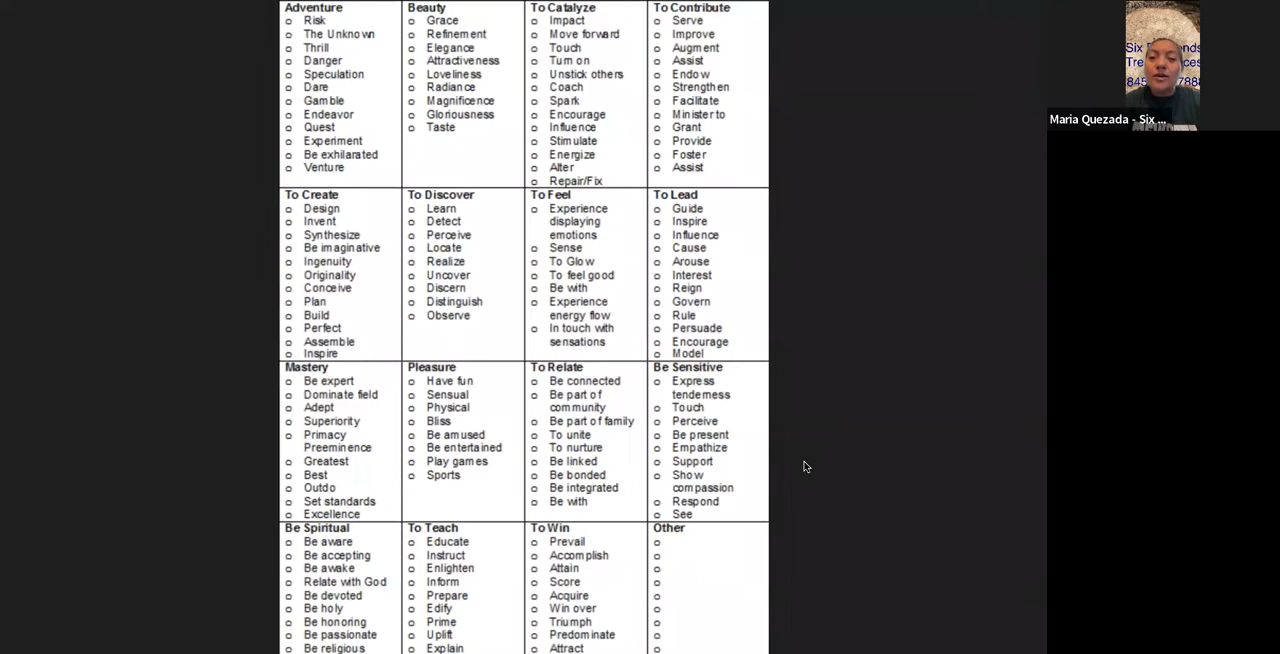 Adventure
Risk
The Unknown
Thrill
Danger
Speculation
Dare
Gamble
Endeavor
Quest
Experiment
Be exhilarated
Venture
Beauty
Grace
Refinement
Elegance
Attractiveness
Loveliness
Radiance
Magnificence
Gloriousness
Taste
To Catalyze
Impact
Move forward
Touch
Turn on
Unstick others
Coach
Spark
Encourage
Influence
Stimulate
Energize
Alter
Repair/Fix
To Contribute
Serve
Improve
Augment
Assist
Endow
Strengthen
Facilitate
Minister to
Grant
Provide
Foster
Assist
To Create
Design
Invent
Synthesize
Be imaginative
Ingenuity
Originality
Conceive
Plan
Build
Perfect
Assemble
Inspire
To Discover
Learn
Detect
Perceive
Locate
Realize
Uncover
Discern
Distinguish
Observe
To Feel
Experience
displaying
emotions
Sense
To Glow
To feel good
Be with
Experience
energy flow
In touch with
sensations
To Lead
Guide
Inspire
Influence
Cause
Arouse
Interest
Reign
Govern
Rule
Persuade
Encourage
Model
Mastery
Be expert
Dominate field
Adept
Superiority
Primacy
Preeminence
Greatest
Best
Outdo
Set standards
Excellence
Pleasure
Have fun
Sensual
Physical
Bliss
Be amused
Be entertained
Play games
Sports
To Relate
Be connected
Be part of
community
Be part of family
To unite
To nurture
Be linked
Be bonded
Be integrated
Be with
Be Sensitive
Express
tenderness
Touch
Perceive
Be present
Empathize
Support
Show
compassion
Respond
See
Be Spiritual
Be aware
Be accepting
Be awake
Relate with God
Be devoted
Be holy
Be honoring
Be passionate
Be religious
To Teach
Educate
Instruct
Enlighten
Inform
Prepare
Edify
Prime
Uplift
Explain
To Win
Prevail
Accomplish
Attain
Score
Acquire
Win over
Triumph
Predominate
Attract
Other
Six
Maria Quezada - Six ...